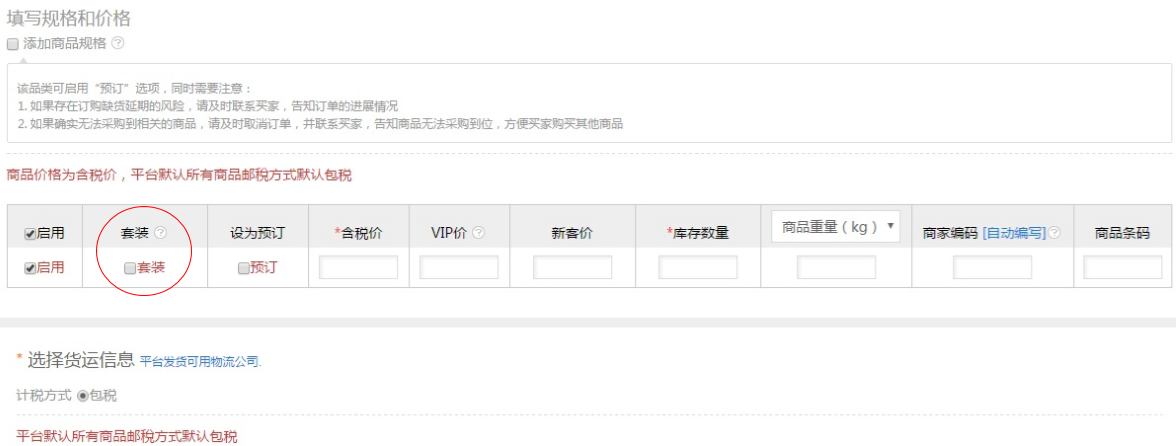 填写规格和价格
添加商品规格
该品类可启用“预订”选项，同时需要注意：
1. 如果存在订购缺货延期的风险，请及时联系买家，告知订单的进展情况
2. 如果确实无法采购到相关的商品，请及时取消订单，并联系买家，告知商品无法采购到位，方便买家购买其他商品
商品价格为含税价，平台默认所有商品邮税方式默认包税
启用 套装 ? 设为预订 *含税价 VIP价 ? 新客价 *库存数量 商品重量（kg）▼ 商家编码 [自动编写] ? 商品条码
启用 套装 预订
* 选择货运信息 平台发货可用物流公司.
计税方式 包税
平台默认所有商品邮税方式默认包税